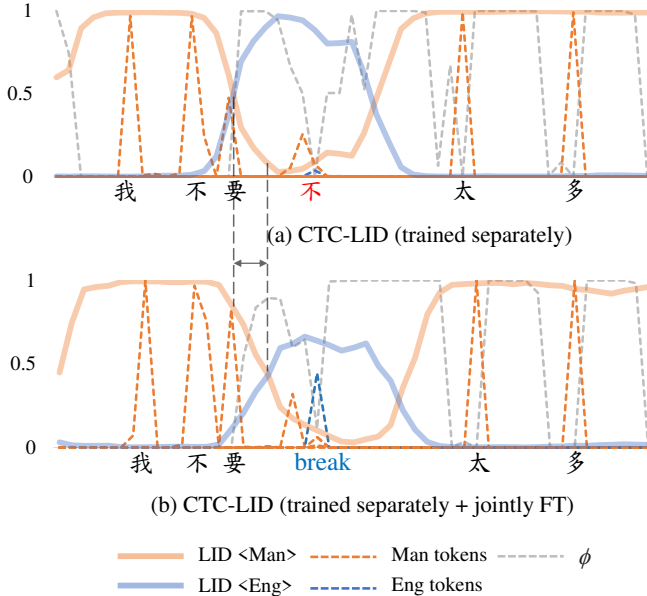 1
0.5
0
我 不 要 不 太 多
(a) CTC-LID (trained separately)
1
0.5
0
我 不 要 break 太 多
(b) CTC-LID (trained separately + jointly FT)
LID <Man> Man tokens ϕ
LID <Eng> Eng tokens